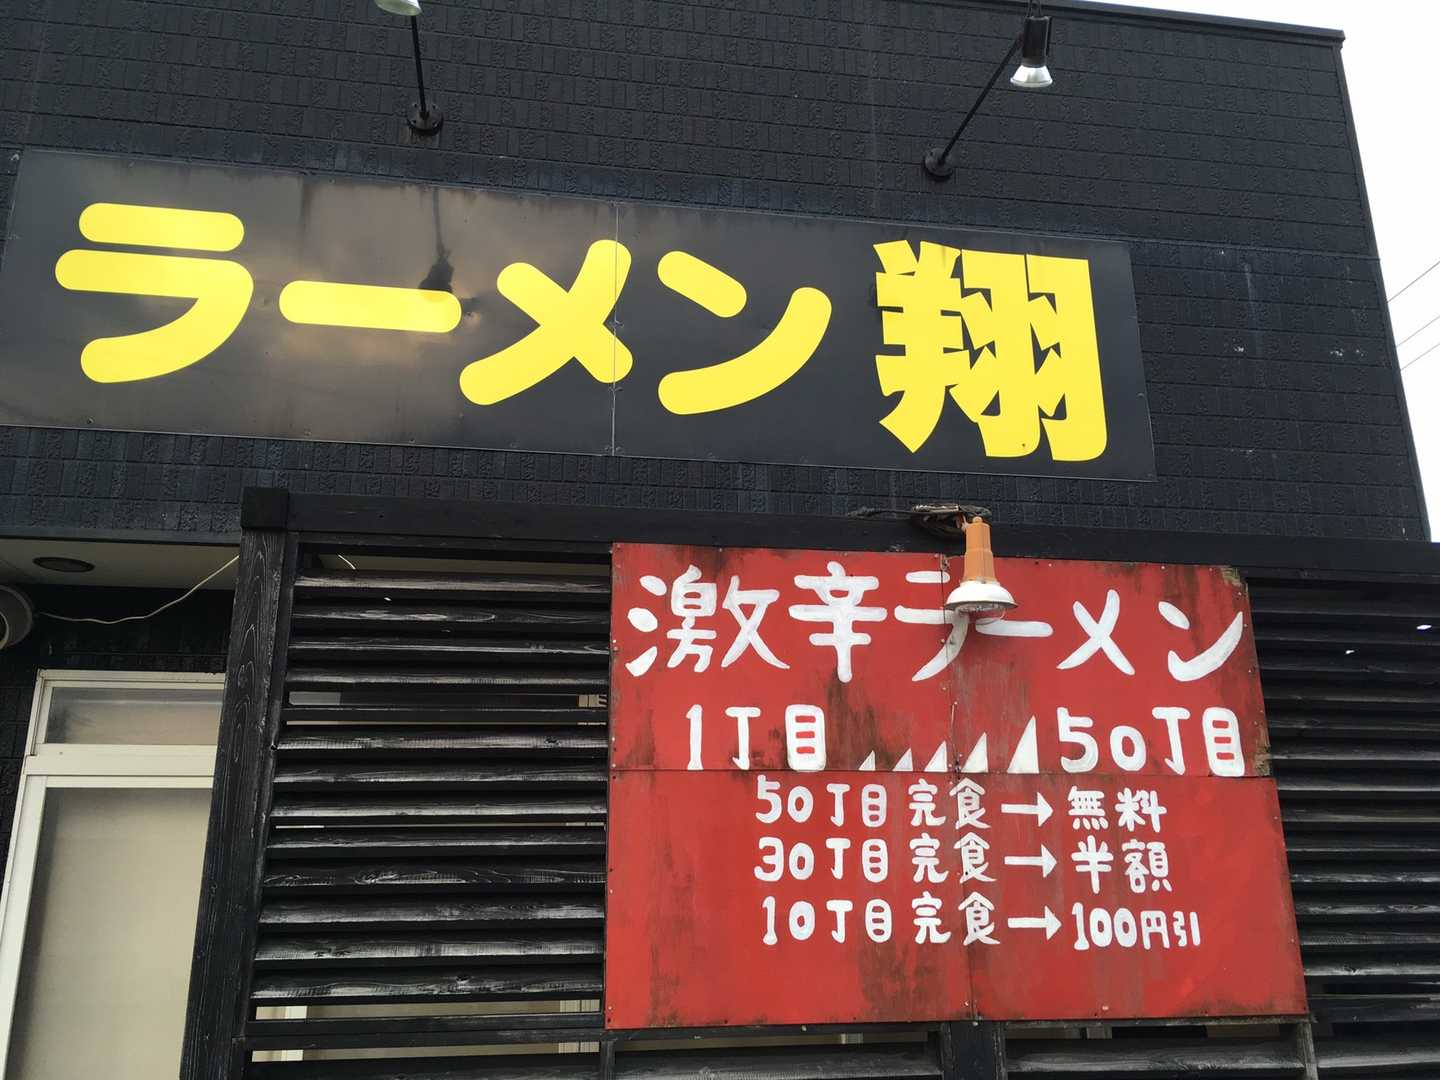 ラーメン 翔
激辛ラーメン
1丁目 50丁目
50丁目 完食→無料
30丁目 完食→半額
10丁目 完食→100円引